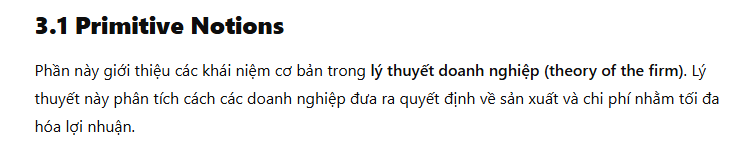 3.1 Primitive Notions
Phần này giới thiệu các khái niệm cơ bản trong lý thuyết doanh nghiệp (theory of the firm). Lý
thuyết này phân tích cách các doanh nghiệp đưa ra quyết định về sản xuất và chi phí nhằm tối đa
hóa lợi nhuận.